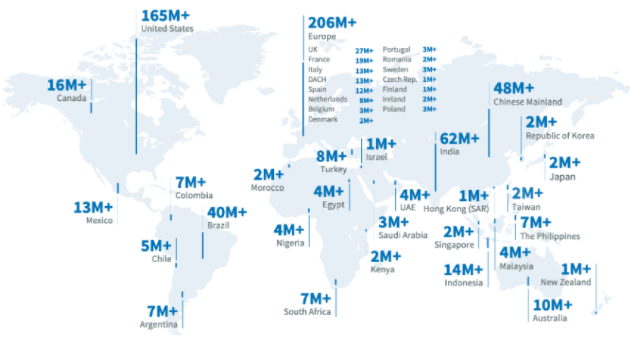 165M+
United States
206M+
Europe
UK 27M+ Portugal 3M+
France 19M+ Romania 2M+
Italy 13M+ Sweden 3M+
DACH 13M+ Czech Rep. 1M+
Spain 12M+ Finland 1M+
Netherlands 8M+ Ireland 2M+
Belgium 3M+ Poland 3M+
Denmark 2M+
16M+
Canada
48M+
Chinese Mainland
2M+
Republic of Korea
1M+
Israel
62M+
India
8M+
Turkey
2M+
Japan
2M+
Morocco
7M+
Colombia
4M+
Egypt
4M+
UAE
1M+
Hong Kong (SAR)
2M+
Taiwan
13M+
Mexico
40M+
Brazil
3M+
Saudi Arabia
7M+
The Philippines
4M+
Nigeria
2M+
Singapore
5M+
Chile
2M+
Kenya
4M+
Malaysia
14M+
Indonesia
1M+
New Zealand
7M+
Argentina
7M+
South Africa
10M+
Australia